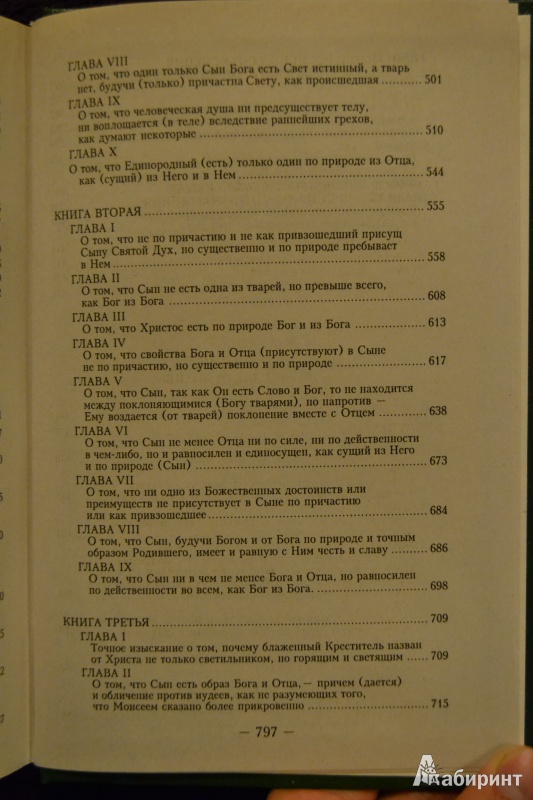 ГЛАВА VIII
О том, что один только Сын Бога есть Свет истинный, а тварь
нет, будучи (только) причастна Свету, как происшедшая 501
ГЛАВА IX
О том, что человеческая душа ни предсуществует телу,
ни воплощается (в теле) вследствие раннейших грехов,
как думают некоторые 510
ГЛАВА X
О том, что Единородный (есть) только один по природе из Отца,
как (сущий) из Него и в Нем 544
КНИГА ВТОРАЯ 555
ГЛАВА I
О том, что не по причастию и не как привзошедший присущ
Сыну Святой Дух, но существенно и по природе пребывает
в Нем 558
ГЛАВА II
О том, что Сын не есть одна из тварей, но превыше всего,
как Бог из Бога 608
ГЛАВА III
О том, что Христос есть по природе Бог и из Бога 613
ГЛАВА IV
О том, что свойства Бога и Отца (присутствуют) в Сыне
не по причастию, но существенно и по природе 617
ГЛАВА V
О том, что Сын, так как Он есть Слово и Бог, то не находится
между поклоняющимися (Богу тварями), но напротив —
Ему воздается (от тварей) поклонение вместе с Отцем 638
ГЛАВА VI
О том, что Сын не менее Отца ни по силе, ни по действенности
в чем-либо, но и равносилен и единосущен, как сущий из Него
и по природе (Сын) 673
ГЛАВА VII
О том, что ни одно из Божественных достоинств или
преимуществ не присутствует в Сыне по причастию
или как привзошедшее 684
ГЛАВА VIII
О том, что Сын, будучи Богом и от Бога по природе и точным
образом Родившего, имеет и равную с Ним честь и славу 686
ГЛАВА IX
О том, что Сын ни в чем не менее Бога и Отца, но равносилен
по действенности во всем, как Бог из Бога. 698
КНИГА ТРЕТЬЯ 709
ГЛАВА I
Точное изыскание о том, почему блаженный Креститель назван
от Христа не только светильником, но горящим и светящим 709
ГЛАВА II
О том, что Сын есть образ Бога и Отца,— причем (дается)
и обличение против иудеев, как не разумеющих того,
что Моисеем сказано более прикровенно 715
— 797 —
Лабиринт